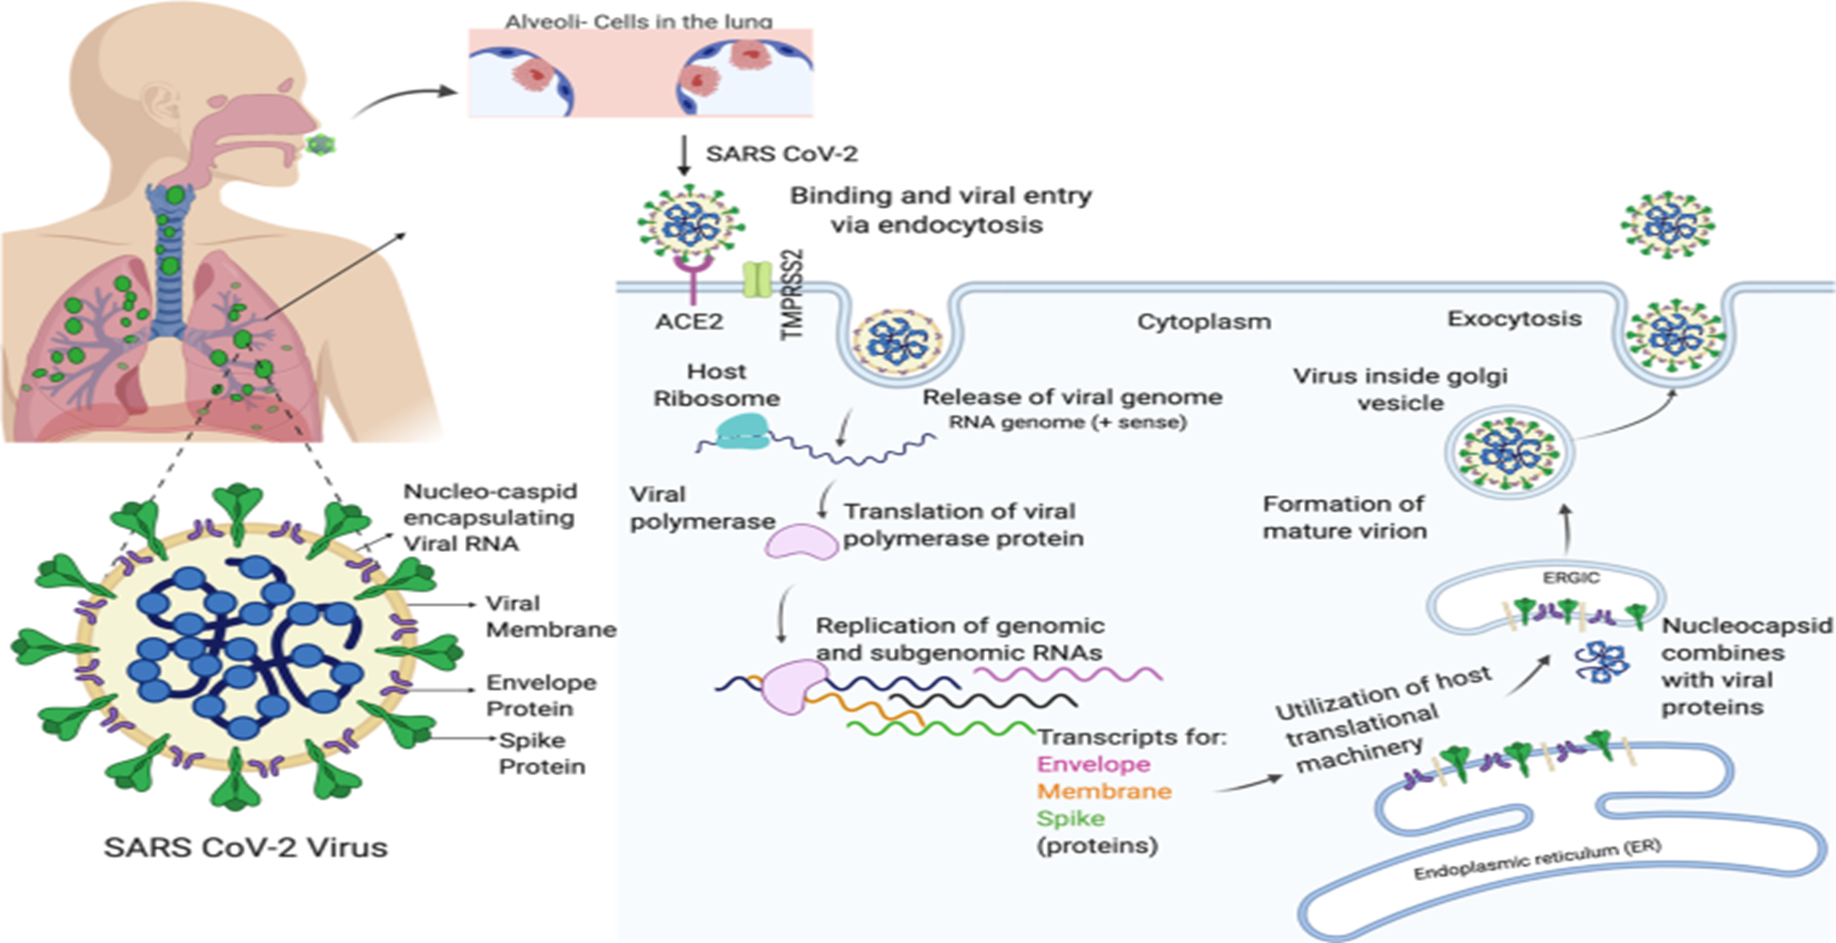 Alveoli- Cells in the lung
SARS CoV-2
Binding and viral entry
via endocytosis
TMPRSS2
ACE2
Cytoplasm
Exocytosis
Host
Ribosome
Release of viral genome
RNA genome (+ sense)
Virus inside golgi
vesicle
Viral
polymerase
Translation of viral
polymerase protein
Formation of
mature virion
Replication of genomic
and subgenomic RNAs
ERGIC
Nucleocapsid
combines
with viral
proteins
Transcripts for:
Envelope
Membrane
Spike
(proteins)
Utilization of host
translational
machinery
Endoplasmic reticulum (ER)
Nucleo-caspid
encapsulating
Viral RNA
Viral
Membrane
Envelope
Protein
Spike
Protein
SARS CoV-2 Virus